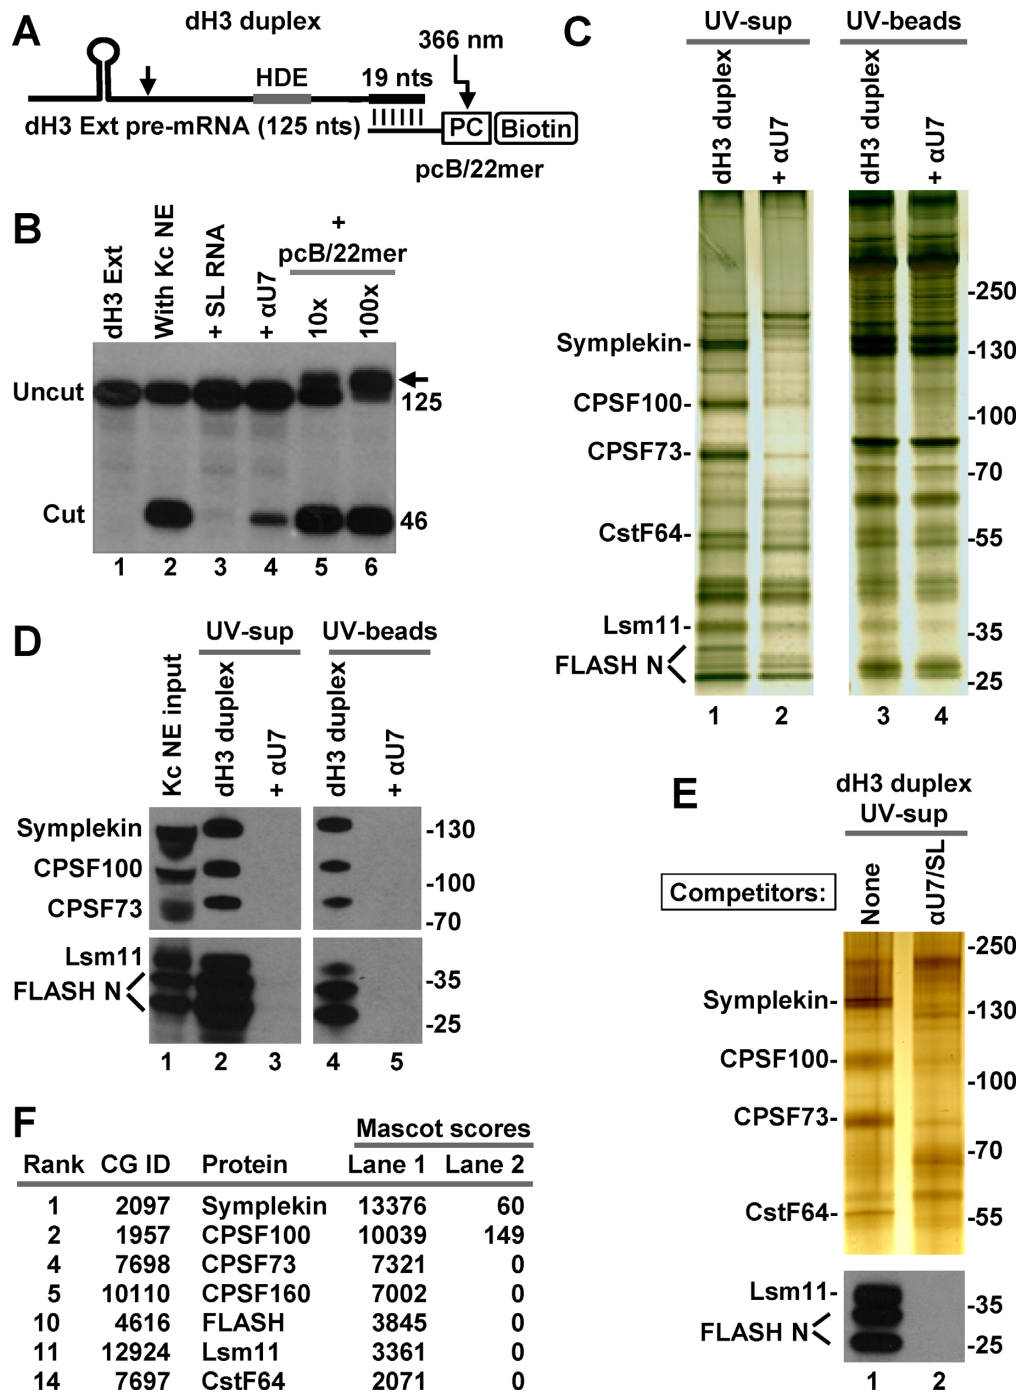 A
dH3 duplex
366 nm
HDE
19 nts
dH3 Ext pre-mRNA (125 nts)
PC
Biotin
pcB/22mer
B
dH3 Ext
With Kc NE
+ SL RNA
+ αU7
+
pcB/22mer
10x
100x
Uncut
125
Cut
46
1 2 3 4 5 6
C
UV-sup
UV-beads
dH3 duplex
+ αU7
dH3 duplex
+ αU7
Symplekin-
CPSF100-
CPSF73-
CstF64-
Lsm11-
FLASH N
-250
-130
-100
-70
-55
-35
-25
1 2 3 4
D
UV-sup
UV-beads
Kc NE input
dH3 duplex
+ αU7
dH3 duplex
+ αU7
Symplekin
CPSF100
CPSF73
Lsm11
FLASH N
-130
-100
-70
-35
-25
1 2 3 4 5
E
dH3 duplex
UV-sup
Competitors:
None
αU7/SL
Symplekin-
CPSF100-
CPSF73-
CstF64-
Lsm11-
FLASH N
-250
-130
-100
-70
-55
-35
-25
1 2
F
Mascot scores
Rank CG ID Protein Lane 1 Lane 2
1 2097 Symplekin 13376 60
2 1957 CPSF100 10039 149
4 7698 CPSF73 7321 0
5 10110 CPSF160 7002 0
10 4616 FLASH 3845 0
11 12924 Lsm11 3361 0
14 7697 CstF64 2071 0